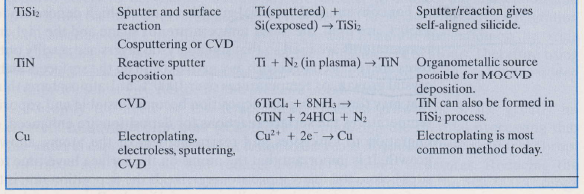 TiSi₂ Sputter and surface Ti(sputtered) + Sputter/reaction gives
reaction Si(exposed) → TiSi₂ self-aligned silicide.
Cosputtering or CVD
TiN Reactive sputter Ti + N₂ (in plasma) → TiN Organometallic source
deposition possible for MOCVD
deposition.
CVD 6TiCl₄ + 8NH₃ → TiN can also be formed in
6TiN + 24HCl + N₂ TiSi₂ process.
Cu Electroplating, Cu²⁺ + 2e⁻ → Cu Electroplating is most
electroless, sputtering, common method today.
CVD